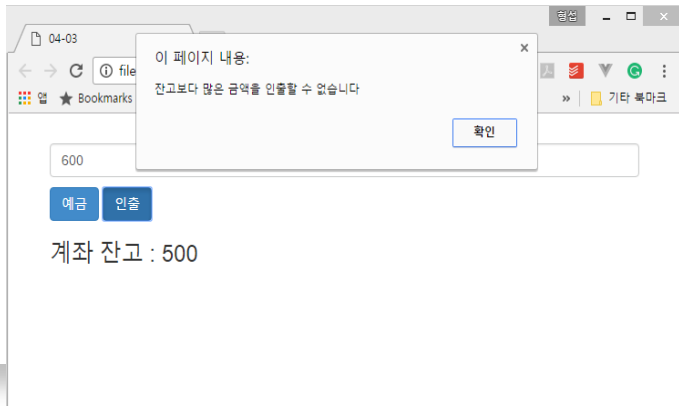 형섭
04-03
이 페이지 내용:
잔고보다 많은 금액을 인출할 수 없습니다
확인
file
앱 Bookmarks
» 기타 북마크
600
예금 인출
계좌 잔고 : 500